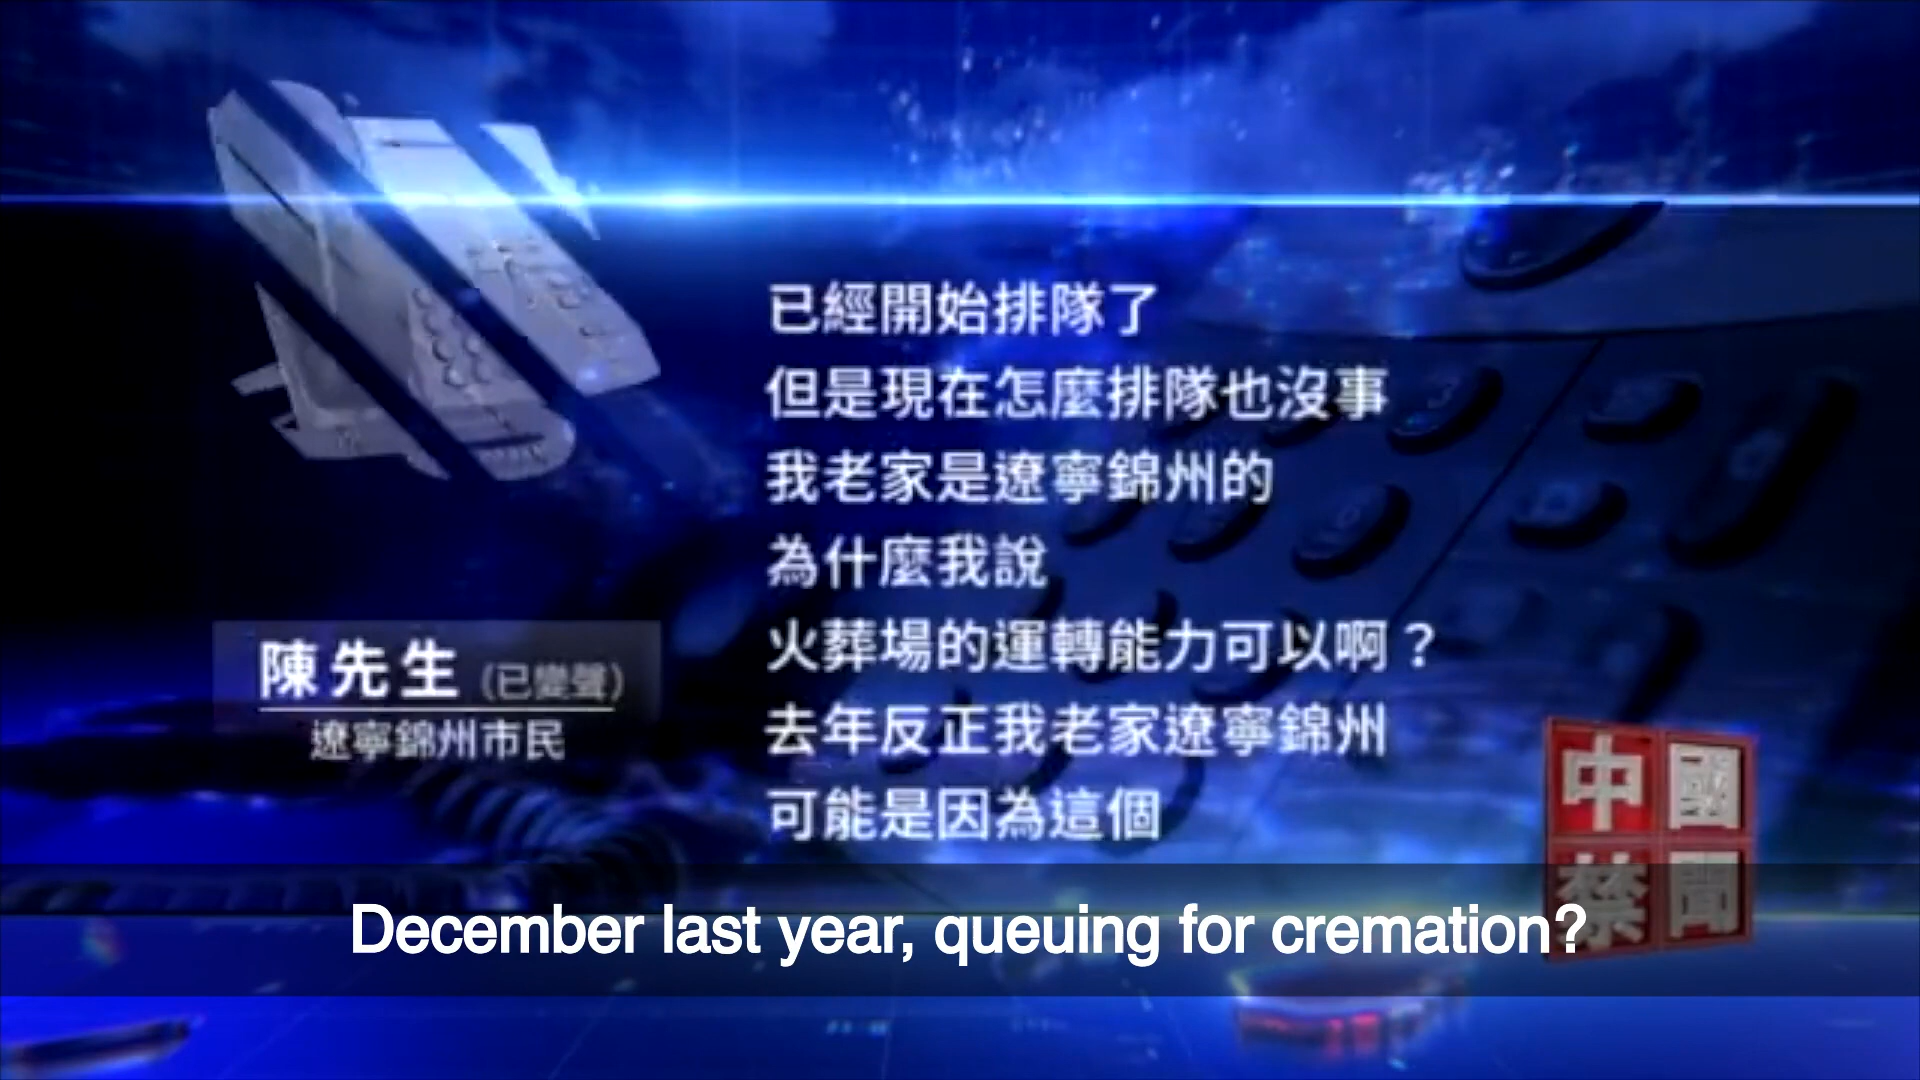 已經開始排隊了
但是現在怎麼排隊也沒事
我老家是遼寧錦州的
為什麼我說
火葬場的運轉能力可以啊？
去年反正我老家遼寧錦州
可能是因為這個
陳先生（已變聲）
遼寧錦州市民
中國
禁聞
December last year, queuing for cremation?